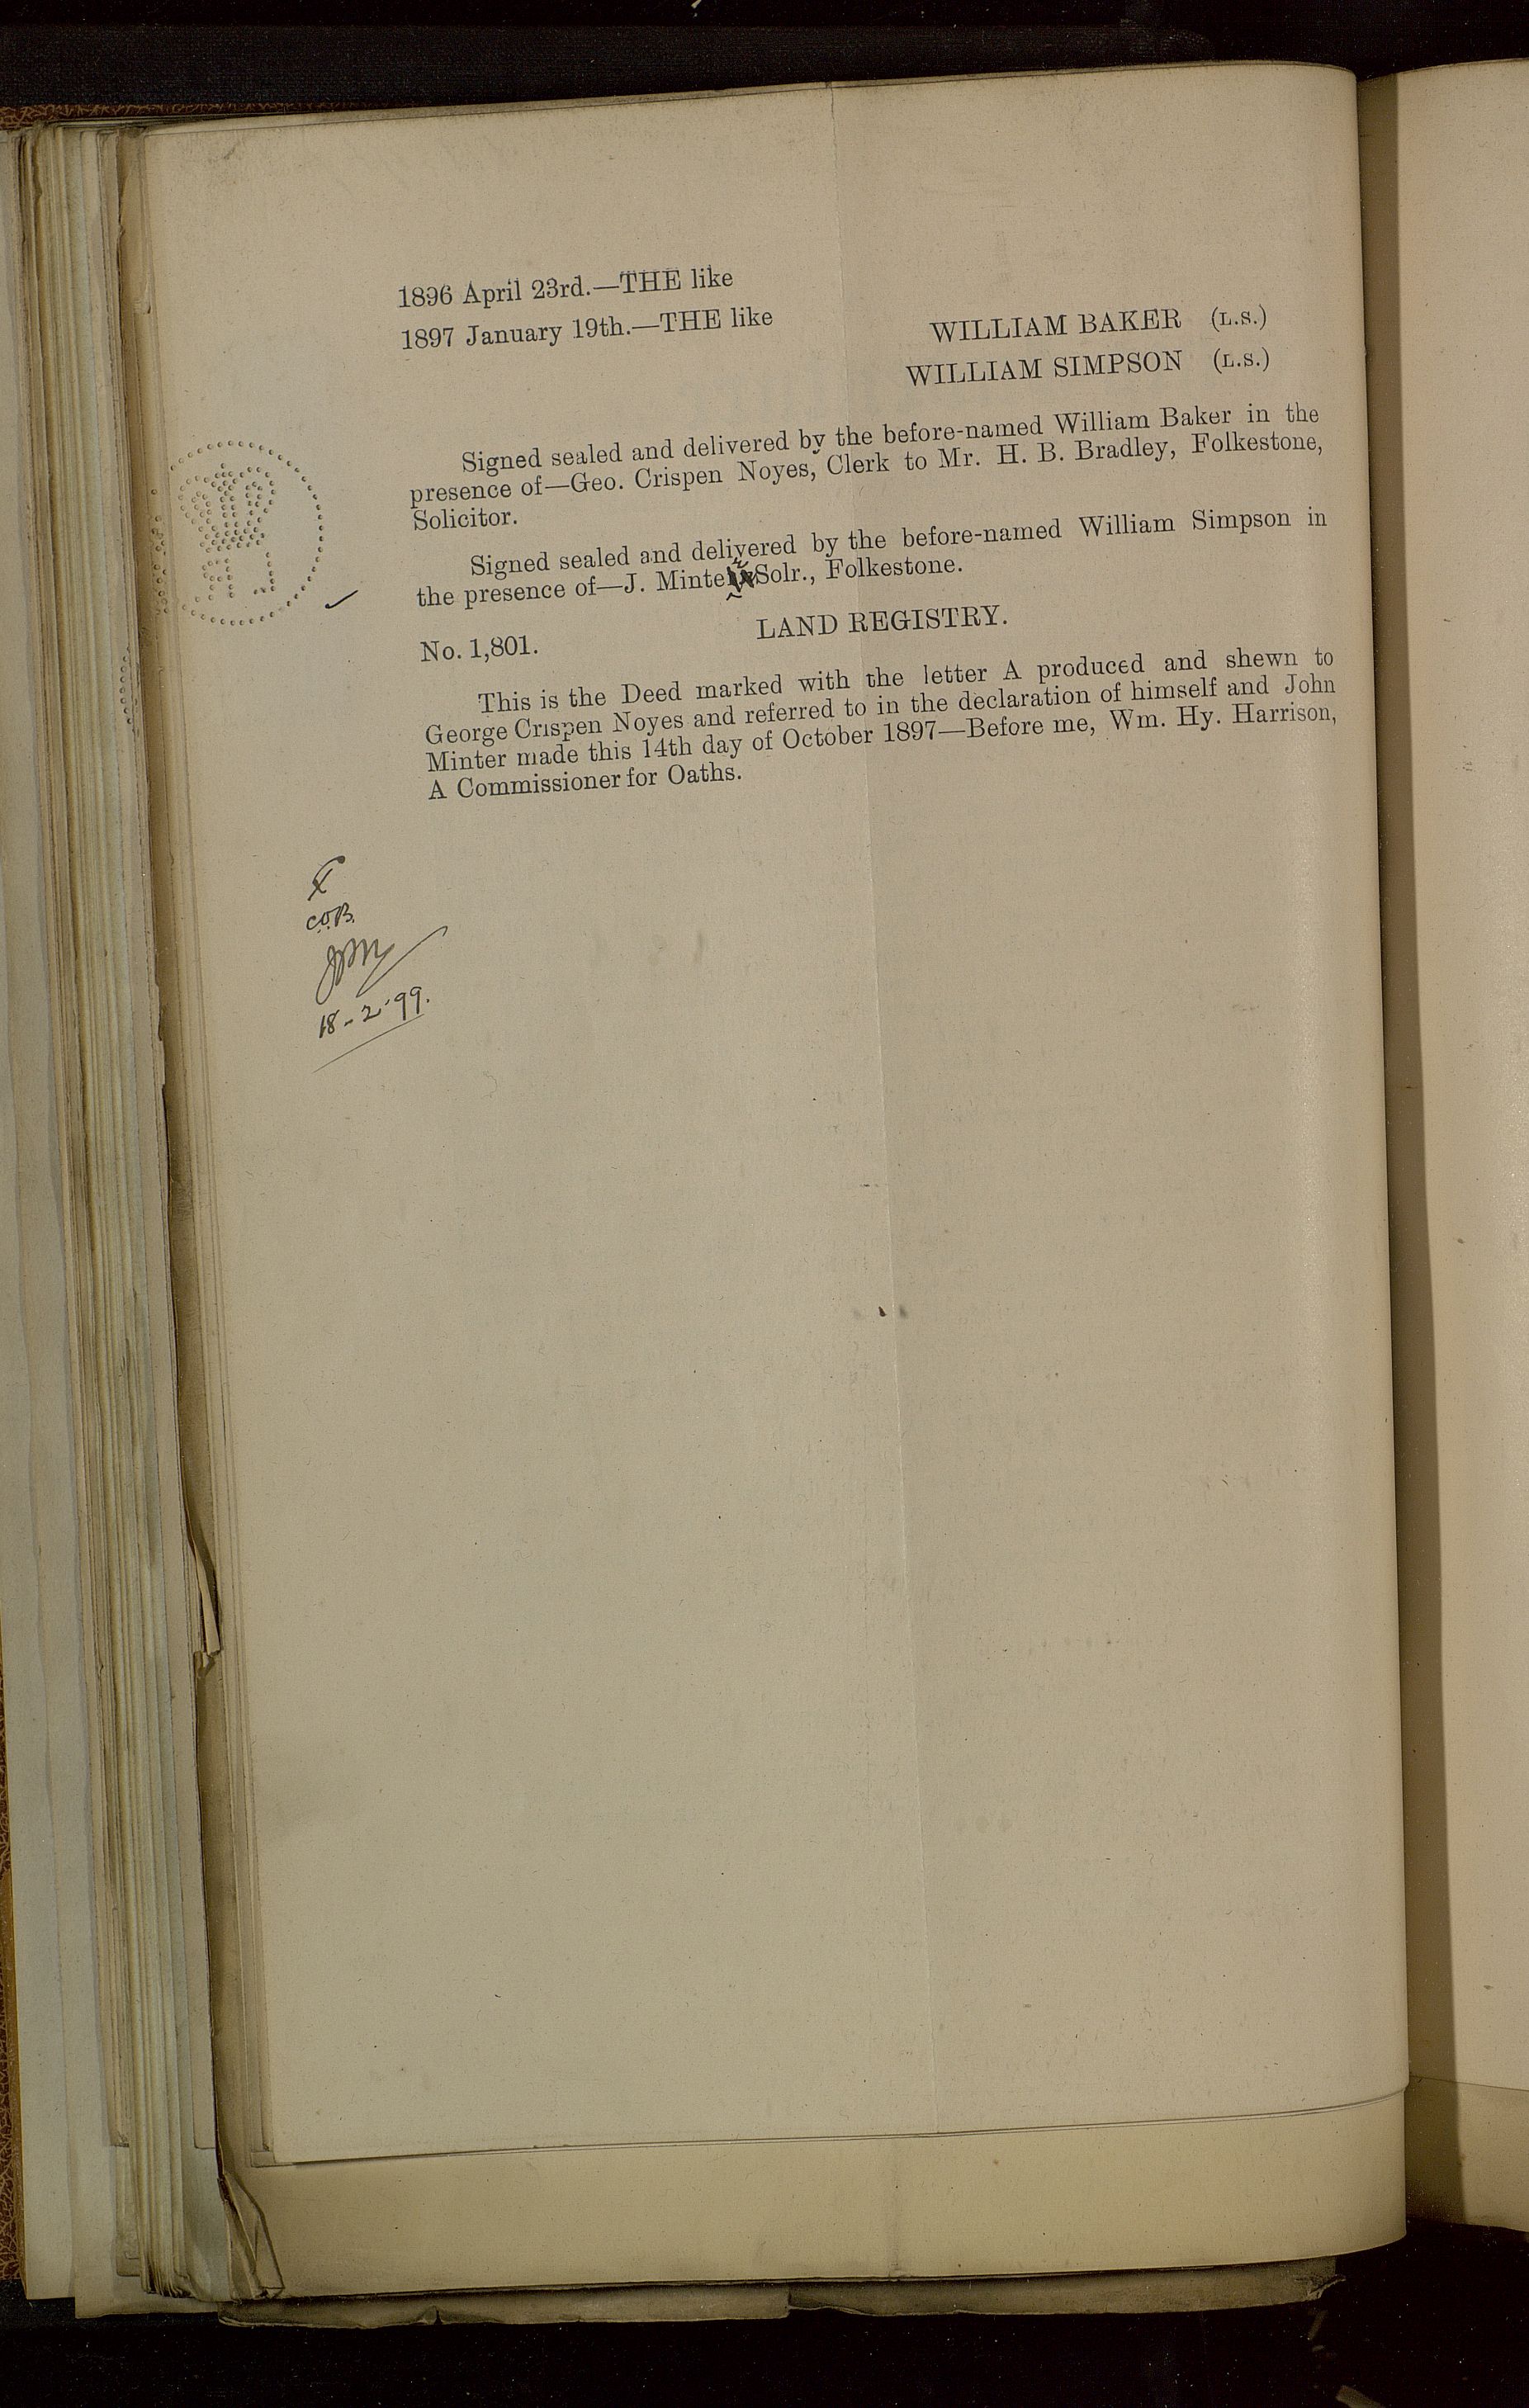 1896 April 23rd.—THE like
1897 January 19th.—THE like
WILLIAM BAKER (L.S.)
WILLIAM SIMPSON (L.S.)
Signed sealed and delivered by the before-named William Baker in the
presence of—Geo. Crispen Noyes, Clerk to Mr. H. B. Bradley, Folkestone,
Solicitor.
Signed sealed and delivered by the before-named William Simpson in
the presence of—J. Minter Solr., Folkestone.
No. 1,801.
LAND REGISTRY.
This is the Deed marked with the letter A produced and shewn to
George Crispen Noyes and referred to in the declaration of himself and John
Minter made this 14th day of October 1897—Before me, Wm. Hy. Harrison,
A Commissioner for Oaths.
C.O.B.
18-2-99.